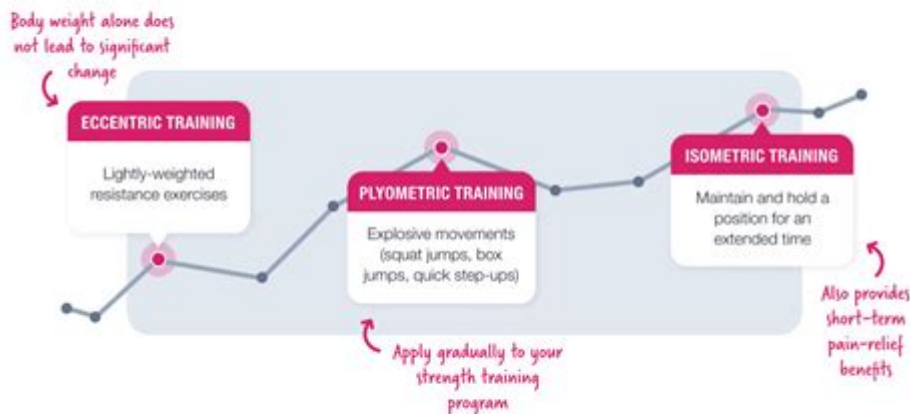 Body weight alone does
not lead to significant
change
ECCENTRIC TRAINING
Lightly-weighted
resistance exercises
PLYOMETRIC TRAINING
Explosive movements
(squat jumps, box
jumps, quick step-ups)
Apply gradually to your
strength training
program
ISOMETRIC TRAINING
Maintain and hold a
position for an
extended time
Also provides
short-term
pain-relief
benefits